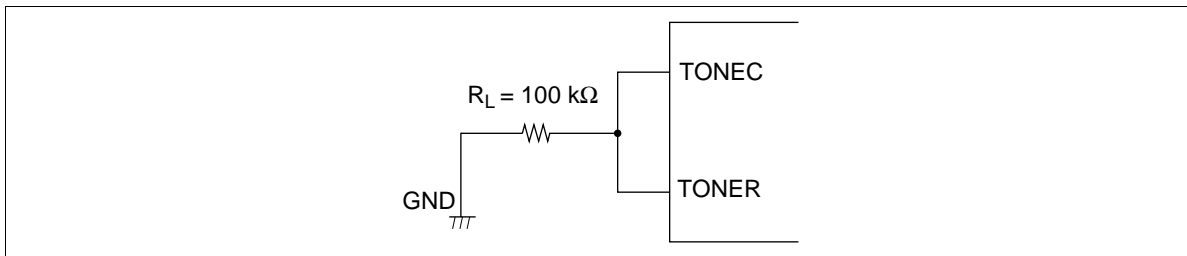 TONEC
R_L = 100 kΩ
TONER
GND